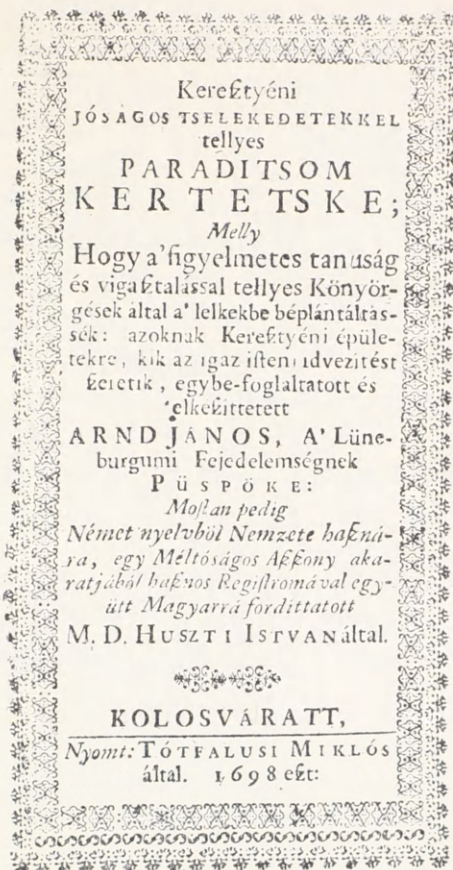 Kereſztyéni
JÓSÁGOS TSELEKEDETEKKEL
tellyes
PARADITSOM
KERTETSKE;
Melly
Hogy a' figyelmetes tanuság
és vigaſztalással tellyes Könyör-
gések által a' lelkekbe béplántáltas-
sék: azoknak Kereſztyéni épüle-
tekre, kik az igaz iſteni idvezitést
ſzeretik, egybe-foglaltatott és
elkeſzittetett
ARND JÁNOS, A' Lüne-
burgumi Fejedelemségnek
PÜSPÖKE:
Moſtan pedig
Német nyelvböl Nemzete haſzná-
ra, egy Méltóságos Aſzſzony aka-
ratjából haſznos Regiſtromával egy-
ütt Magyarrá fordittatott
M. D. HUSZTI ISTVAN által.
KOLOSVÁRATT,
Nyomt: TÓTFALUSI MIKLÓS
által. 1698 eſzt: